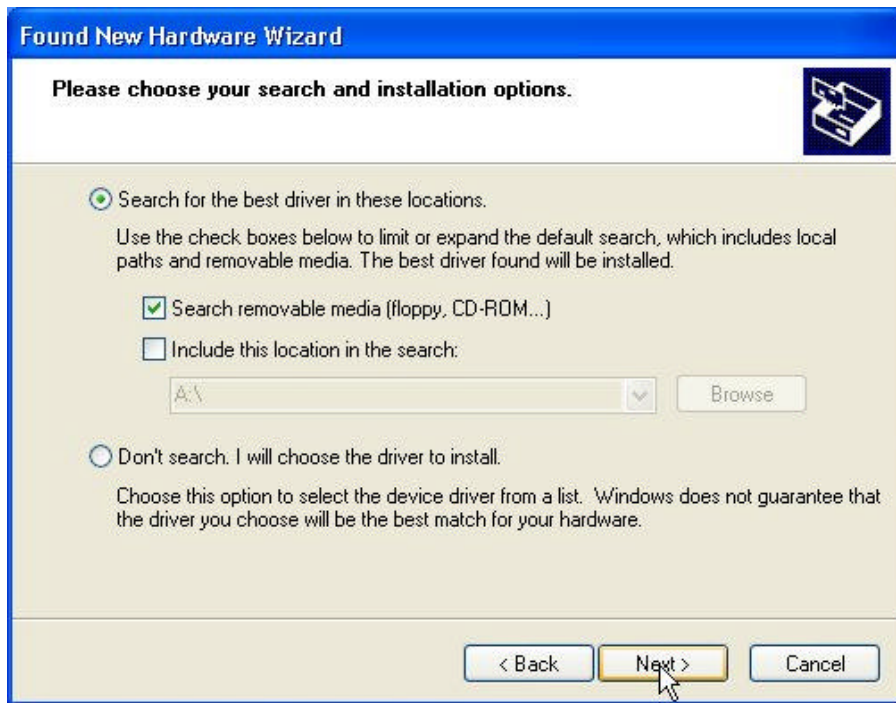 Found New Hardware Wizard
Please choose your search and installation options.
Search for the best driver in these locations.
Use the check boxes below to limit or expand the default search, which includes local
paths and removable media. The best driver found will be installed.
Search removable media (floppy, CD-ROM...)
Include this location in the search:
A:\
Browse
Don't search. I will choose the driver to install.
Choose this option to select the device driver from a list. Windows does not guarantee that
the driver you choose will be the best match for your hardware.
< Back
Next >
Cancel